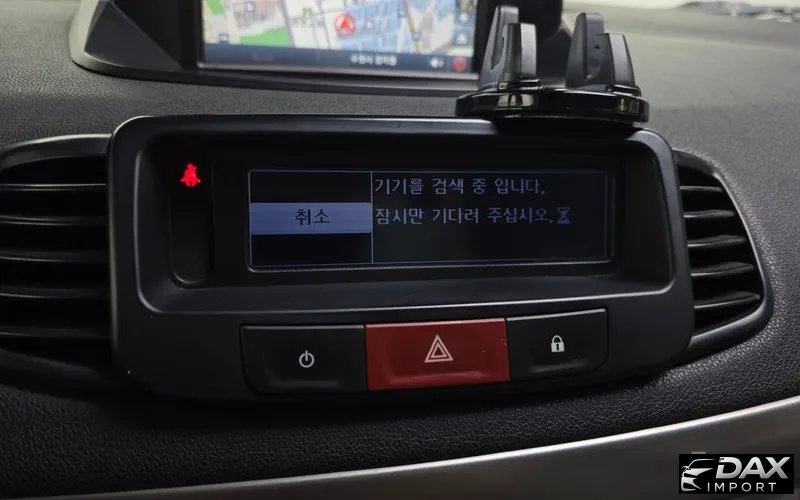 기기를 검색 중 입니다.
취소
잠시만 기다려 주십시오.
DAX
IMPORT